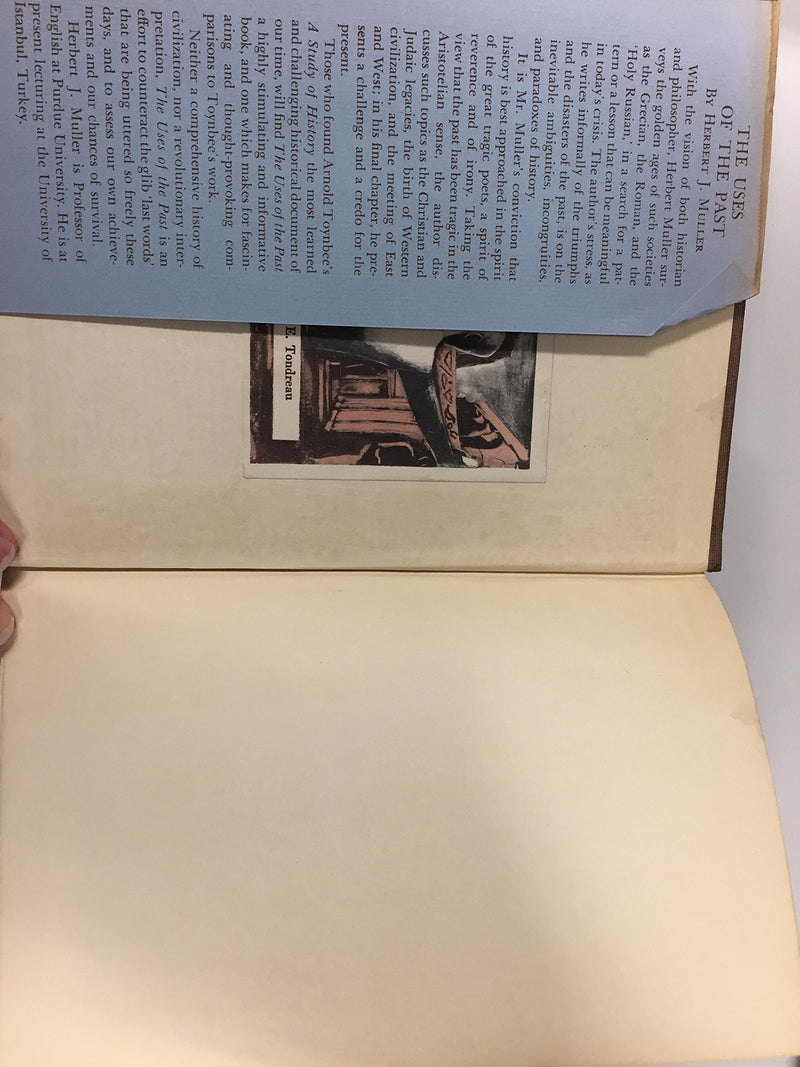 THE USES
OF THE PAST
BY HERBERT J. MULLER
With the vision of both historian
and philosopher, Herbert Muller sur-
veys the golden ages of such societies
as the Grecian, the Roman, and the
'Holy Russian,' in a search for a pat-
tern or a lesson that can be meaningful
in today's crisis. The author's stress, as
he writes informally of the triumphs
and the disasters of the past, is on the
inevitable ambiguities, incongruities,
and paradoxes of history.
It is Mr. Muller's conviction that
history is best approached in the spirit
of the great tragic poets, a spirit of
reverence and of irony. Taking the
view that the past has been tragic in the
Aristotelian sense, the author dis-
cusses such topics as the Christian and
Judaic legacies, the birth of Western
civilization, and the meeting of East
and West; in his final chapter, he pre-
sents a challenge and a credo for the
present.
Those who found Arnold Toynbee's
A Study of History the most learned
and challenging historical document of
our time, will find The Uses of the Past
a highly stimulating and informative
book, and one which makes for fascin-
ating and thought-provoking com-
parisons to Toynbee's work.
Neither a comprehensive history of
civilization, nor a revolutionary inter-
pretation, The Uses of the Past is an
effort to counteract the glib 'last words'
that are being uttered so freely these
days, and to assess our own achieve-
ments and our chances of survival.
Herbert J. Muller is Professor of
English at Purdue University. He is at
present lecturing at the University of
Istanbul, Turkey.
E. Tondreau